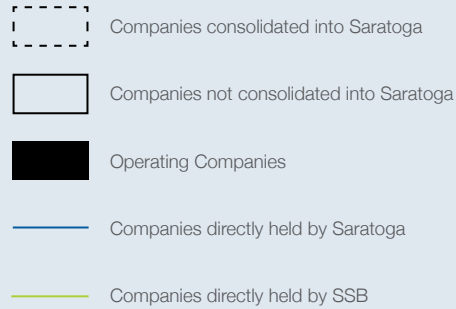 Companies consolidated into Saratoga
Companies not consolidated into Saratoga
Operating Companies
Companies directly held by Saratoga
Companies directly held by SSB